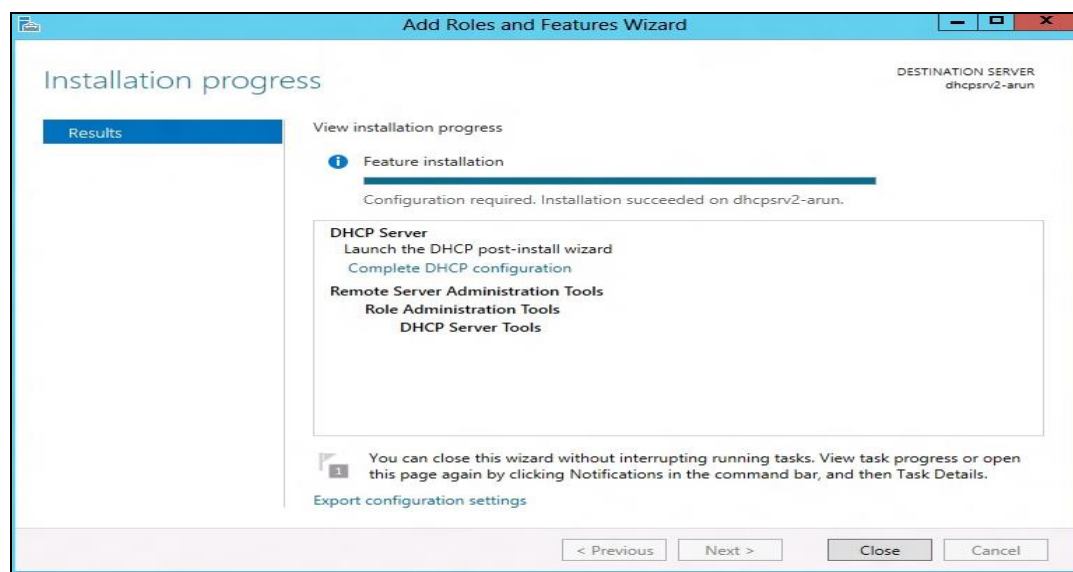 Add Roles and Features Wizard
Installation progress
DESTINATION SERVER
dhcpsrv2-arun
Results
View installation progress
Feature installation
Configuration required. Installation succeeded on dhcpsrv2-arun.
DHCP Server
Launch the DHCP post-install wizard
Complete DHCP configuration
Remote Server Administration Tools
Role Administration Tools
DHCP Server Tools
1
You can close this wizard without interrupting running tasks. View task progress or open
this page again by clicking Notifications in the command bar, and then Task Details.
Export configuration settings
< Previous
Next >
Close
Cancel